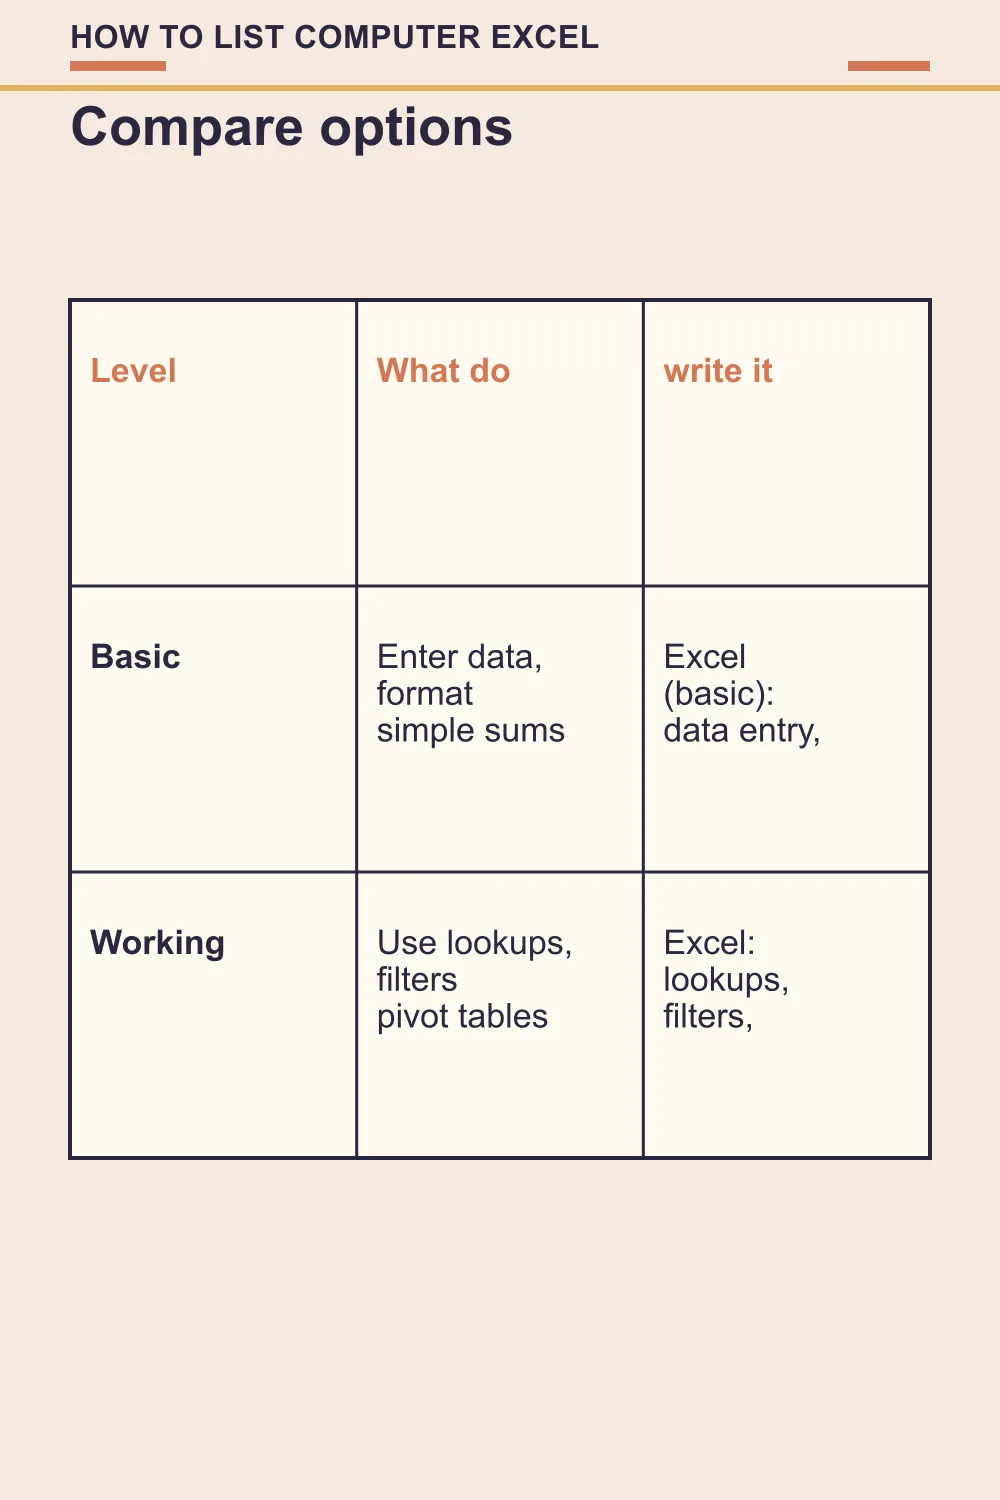 HOW TO LIST COMPUTER EXCEL
Compare options
Level
What do
write it
Basic
Enter data,
format
simple sums
Excel
(basic):
data entry,
Working
Use lookups,
filters
pivot tables
Excel:
lookups,
filters,